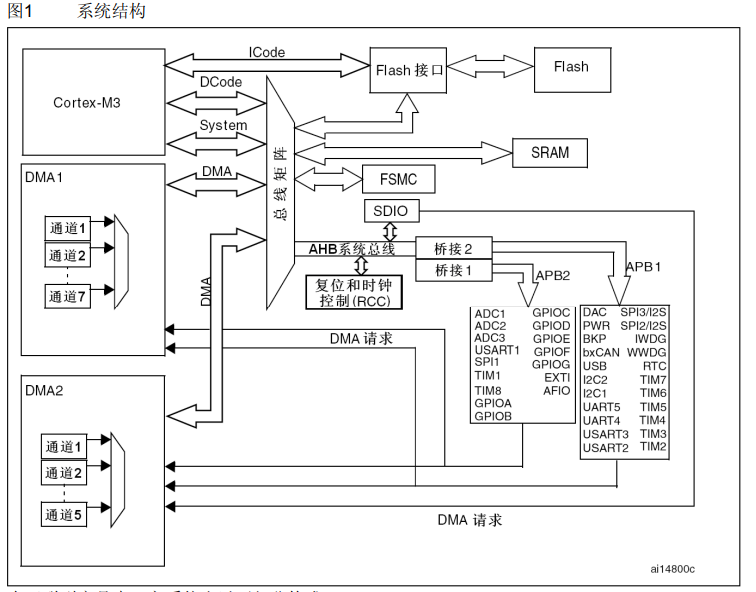 图1 系统结构
ICode
Cortex-M3
Flash 接口
Flash
DCode
System
总线矩阵
SRAM
DMA1
DMA
FSMC
SDIO
通道1
通道2
通道7
AHB系统总线
桥接2
桥接1
APB2
APB1
DMA
复位和时钟
控制(RCC)
ADC1 GPIOC
ADC2 GPIOD
ADC3 GPIOE
USART1 GPIOF
SPI1 GPIOG
TIM1 EXTI
TIM8 AFIO
GPIOA
GPIOB
DAC SPI3/I2S
PWR SPI2/I2S
BKP IWDG
bxCAN WWDG
USB RTC
I2C2 TIM7
I2C1 TIM6
UART5 TIM5
UART4 TIM4
USART3 TIM3
USART2 TIM2
DMA 请求
DMA2
通道1
通道2
通道5
DMA 请求
ai14800c